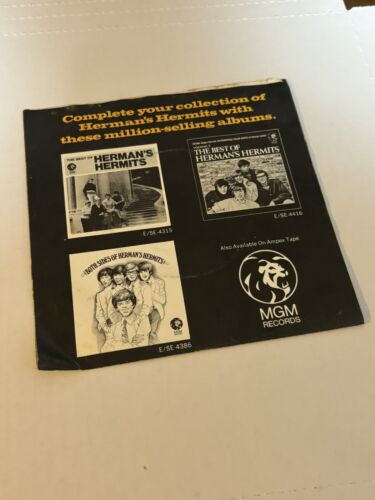 Complete your collection of
Herman's Hermits with
these million-selling albums.
THE BEST OF HERMAN'S
HERMITS
E/SE-4315
THE BEST OF
HERMAN'S HERMITS
E/SE-4416
BOTH SIDES OF HERMAN'S HERMITS
E/SE-4386
Also Available On Ampex Tape
MGM
RECORDS